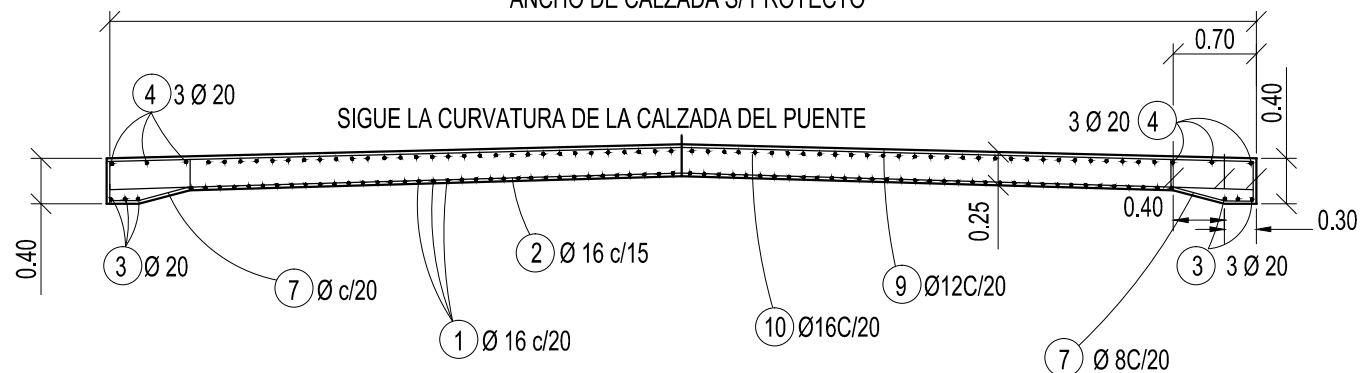 ANCHO DE CALZADA S/PROYECTO
0.70
4 3 Ø 20
SIGUE LA CURVATURA DE LA CALZADA DEL PUENTE
3 Ø 20 4
0.40
0.40
0.25
0.40
0.30
3 Ø 20
2 Ø 16 c/15
3 3 Ø 20
7 Ø c/20
9 Ø12C/20
10 Ø16C/20
1 Ø 16 c/20
7 Ø 8C/20